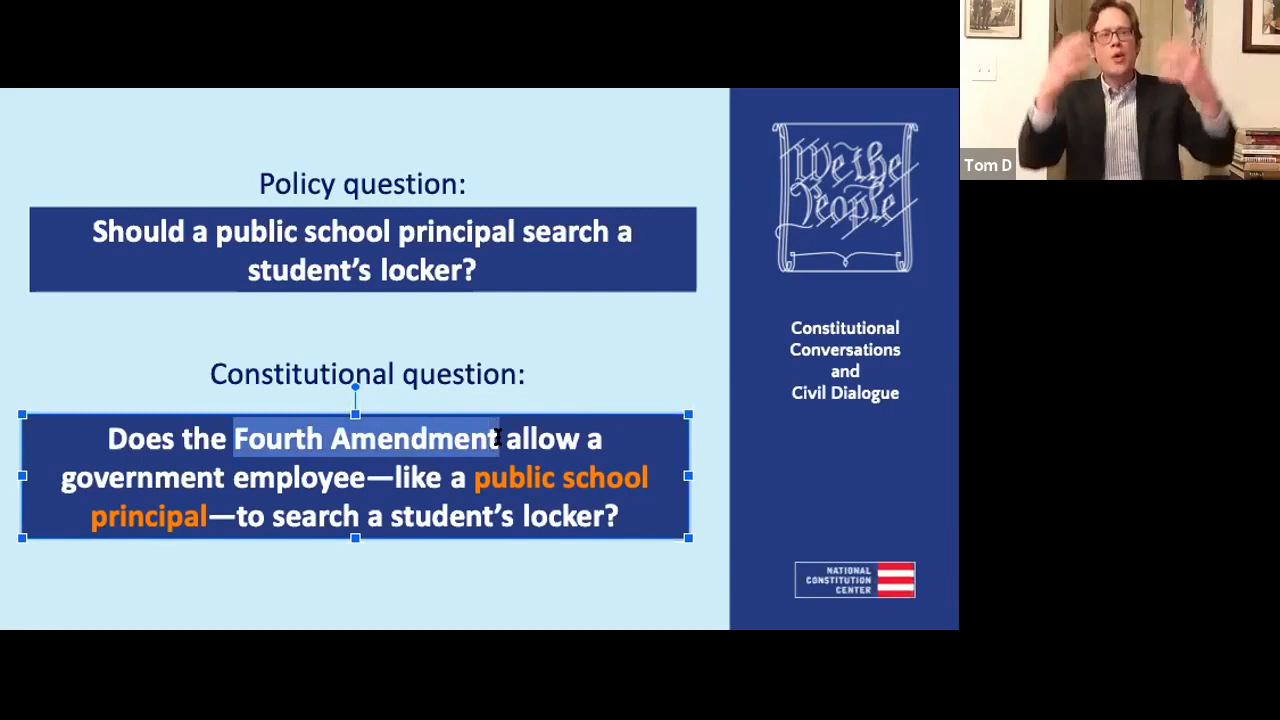 Policy question:
Should a public school principal search a
student's locker?
Constitutional question:
Does the Fourth Amendment allow a
government employee—like a public school
principal—to search a student's locker?
We the
People
Constitutional
Conversations
and
Civil Dialogue
NATIONAL
CONSTITUTION
CENTER
Tom D